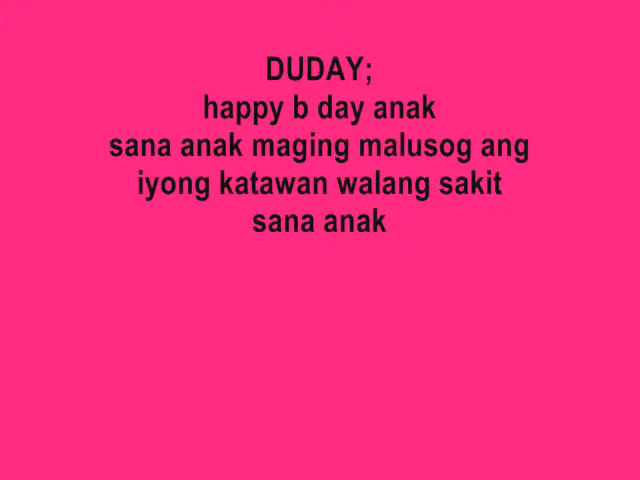 DUDAY;
happy b day anak
sana anak maging malusog ang
iyong katawan walang sakit
sana anak